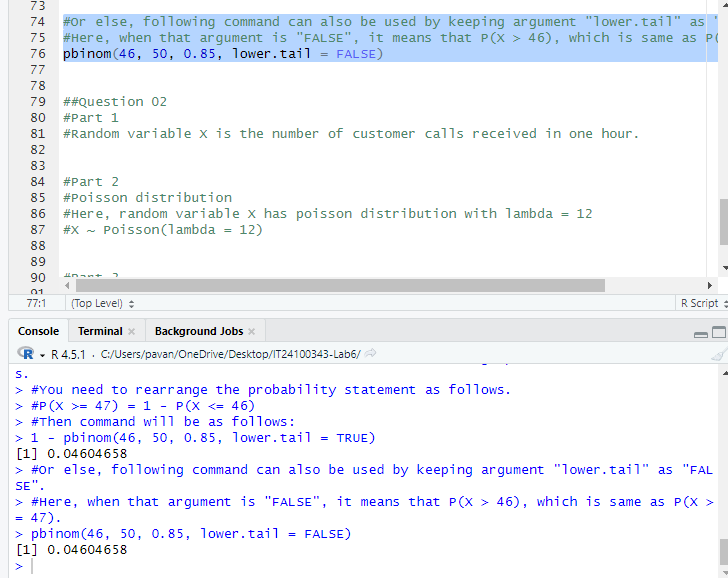 73
74 #Or else, following command can also be used by keeping argument "lower.tail" as "
75 #Here, when that argument is "FALSE", it means that P(X > 46), which is same as P(
76 pbinom(46, 50, 0.85, lower.tail = FALSE)
77
78
79 ##Question 02
80 #Part 1
81 #Random variable X is the number of customer calls received in one hour.
82
83
84 #Part 2
85 #Poisson distribution
86 #Here, random variable X has poisson distribution with lambda = 12
87 #X ~ Poisson(lambda = 12)
88
89
90 #Part 3
91
77:1 (Top Level) R Script
Console Terminal Background Jobs
R R 4.5.1 · C:/Users/pavan/OneDrive/Desktop/IT24100343-Lab6/
s.
> #You need to rearrange the probability statement as follows.
> #P(X >= 47) = 1 - P(X <= 46)
> #Then command will be as follows:
> 1 - pbinom(46, 50, 0.85, lower.tail = TRUE)
[1] 0.04604658
> #Or else, following command can also be used by keeping argument "lower.tail" as "FAL
SE".
> #Here, when that argument is "FALSE", it means that P(X > 46), which is same as P(X >
= 47).
> pbinom(46, 50, 0.85, lower.tail = FALSE)
[1] 0.04604658
>